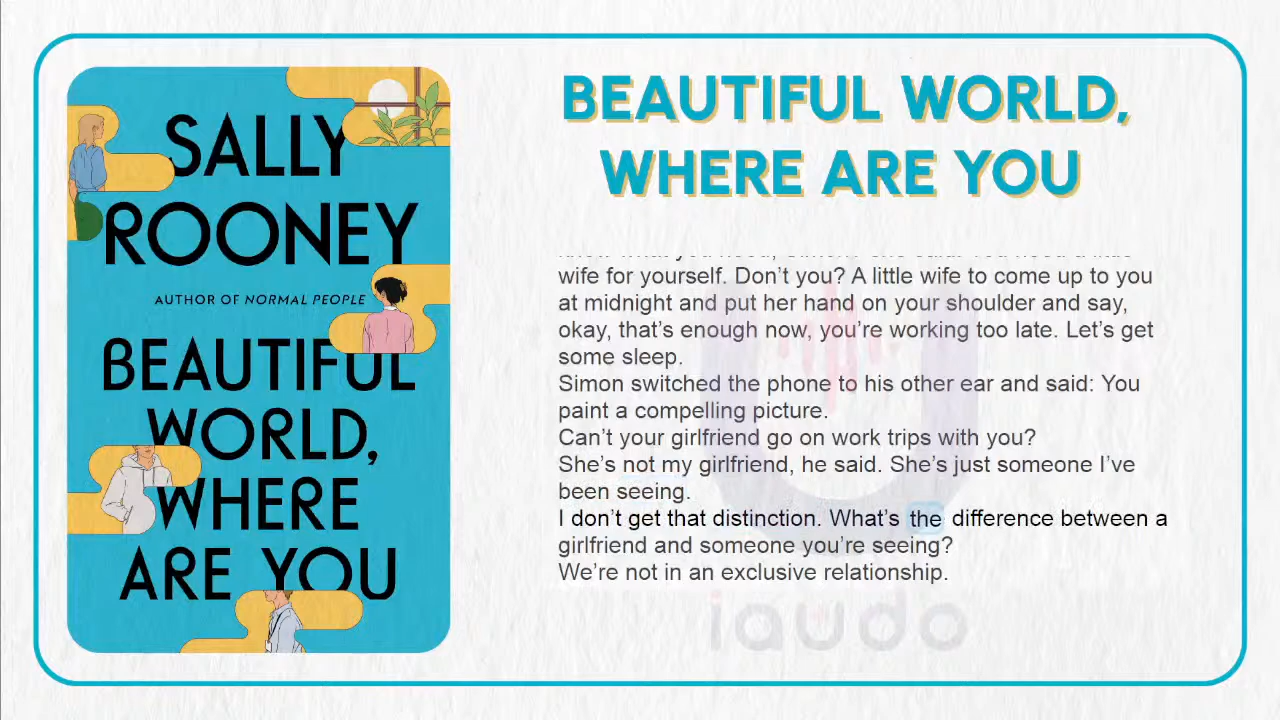 SALLY
ROONEY
AUTHOR OF NORMAL PEOPLE
BEAUTIFUL
WORLD,
WHERE
ARE YOU
BEAUTIFUL WORLD,
WHERE ARE YOU
wife for yourself. Don’t you? A little wife to come up to you
at midnight and put her hand on your shoulder and say,
okay, that’s enough now, you’re working too late. Let’s get
some sleep.
Simon switched the phone to his other ear and said: You
paint a compelling picture.
Can’t your girlfriend go on work trips with you?
She’s not my girlfriend, he said. She’s just someone I’ve
been seeing.
I don’t get that distinction. What’s the difference between a
girlfriend and someone you’re seeing?
We’re not in an exclusive relationship.
iaudo